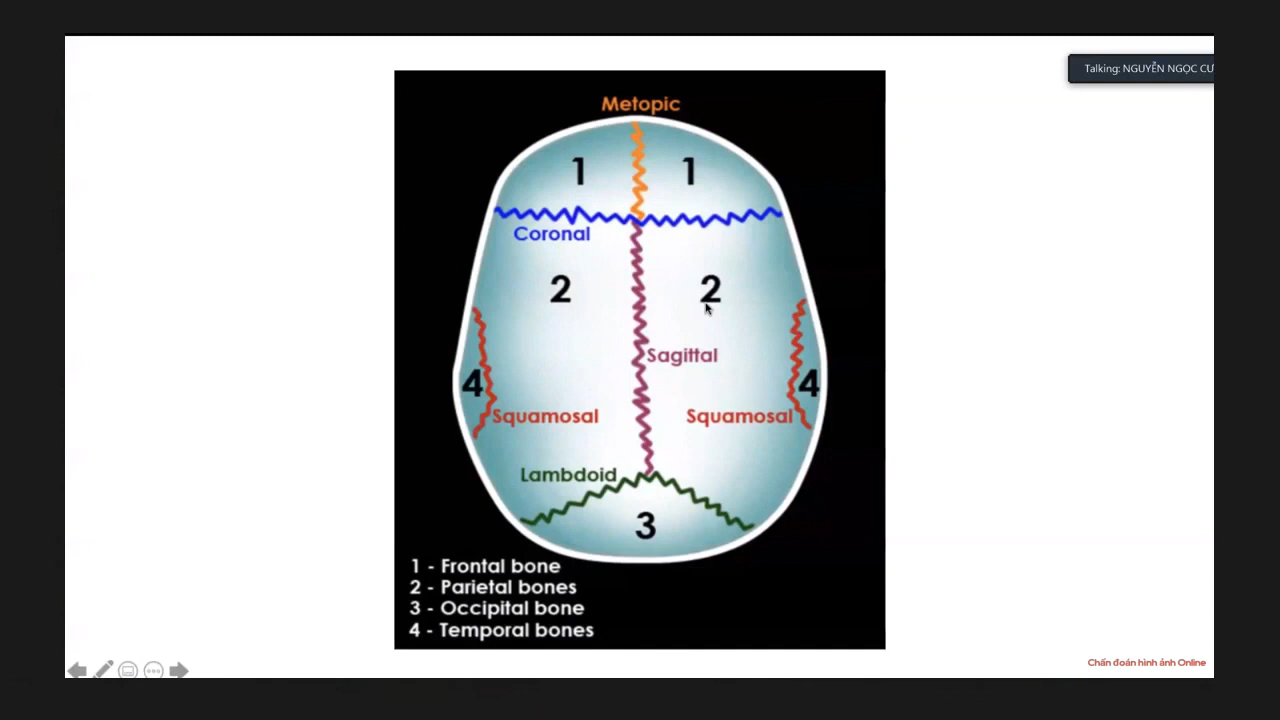 Talking: NGUYỄN NGỌC CƯ
Metopic
1 1
Coronal
2 2
Sagittal
4 4
Squamosal Squamosal
Lambdoid
3
1 - Frontal bone
2 - Parietal bones
3 - Occipital bone
4 - Temporal bones
Chẩn đoán hình ảnh Online